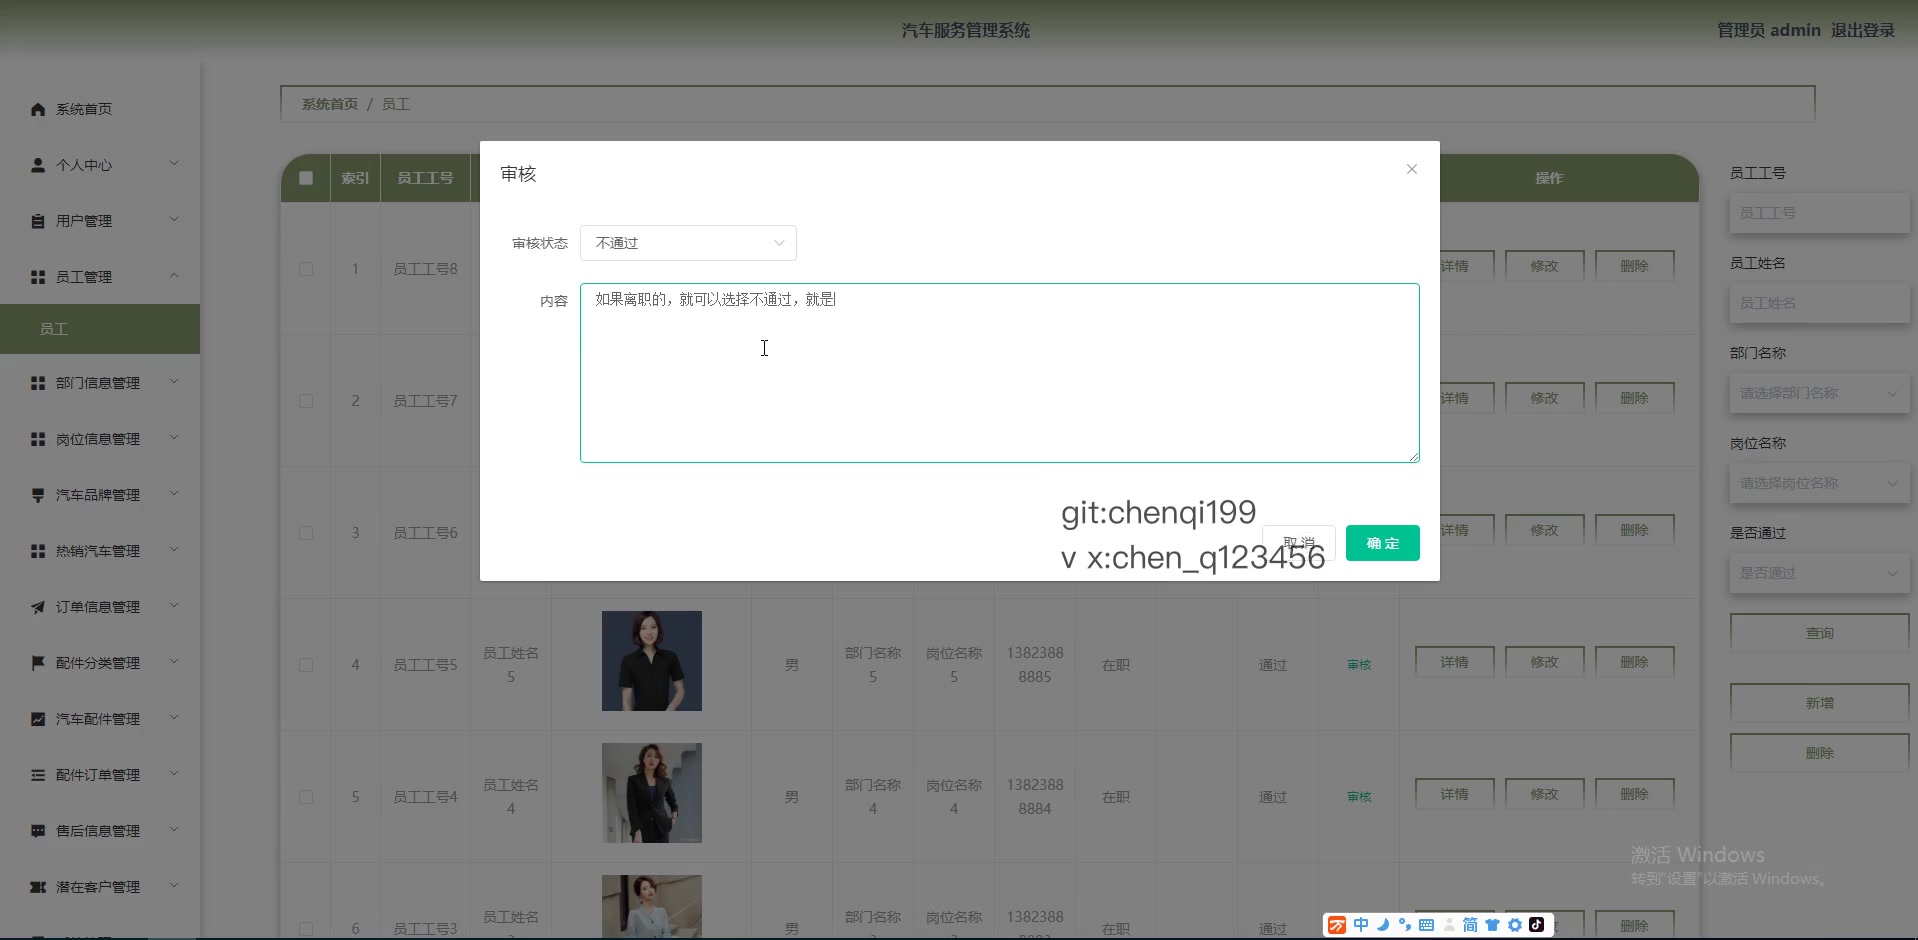 汽车服务管理系统
管理员 admin 退出登录
系统首页
个人中心
用户管理
员工管理
员工
部门信息管理
岗位信息管理
汽车品牌管理
热销汽车管理
订单信息管理
配件分类管理
汽车配件管理
配件订单管理
售后信息管理
潜在客户管理
系统首页 / 员工
索引 员工工号 操作
1 员工工号8 详情 修改 删除
2 员工工号7 详情 修改 删除
3 员工工号6 详情 修改 删除
审核
审核状态 不通过
内容 如果离职的，就可以选择不通过，就是
取消 确定
git:chenqi199
v x:chen_q123456
4 员工工号5 员工姓名5 男 部门名称5 岗位名称5 13823888885 在职 通过 审核 详情 修改 删除
5 员工工号4 员工姓名4 男 部门名称4 岗位名称4 13823888884 在职 通过 审核 详情 修改 删除
6 员工工号3 员工姓名 男 部门名称 岗位名称 1382388 在职 通过 删除
员工工号
员工工号
员工姓名
员工姓名
部门名称
请选择部门名称
岗位名称
请选择岗位名称
是否通过
是否通过
查询
新增
删除
激活 Windows
转到“设置”以激活 Windows。
中 简